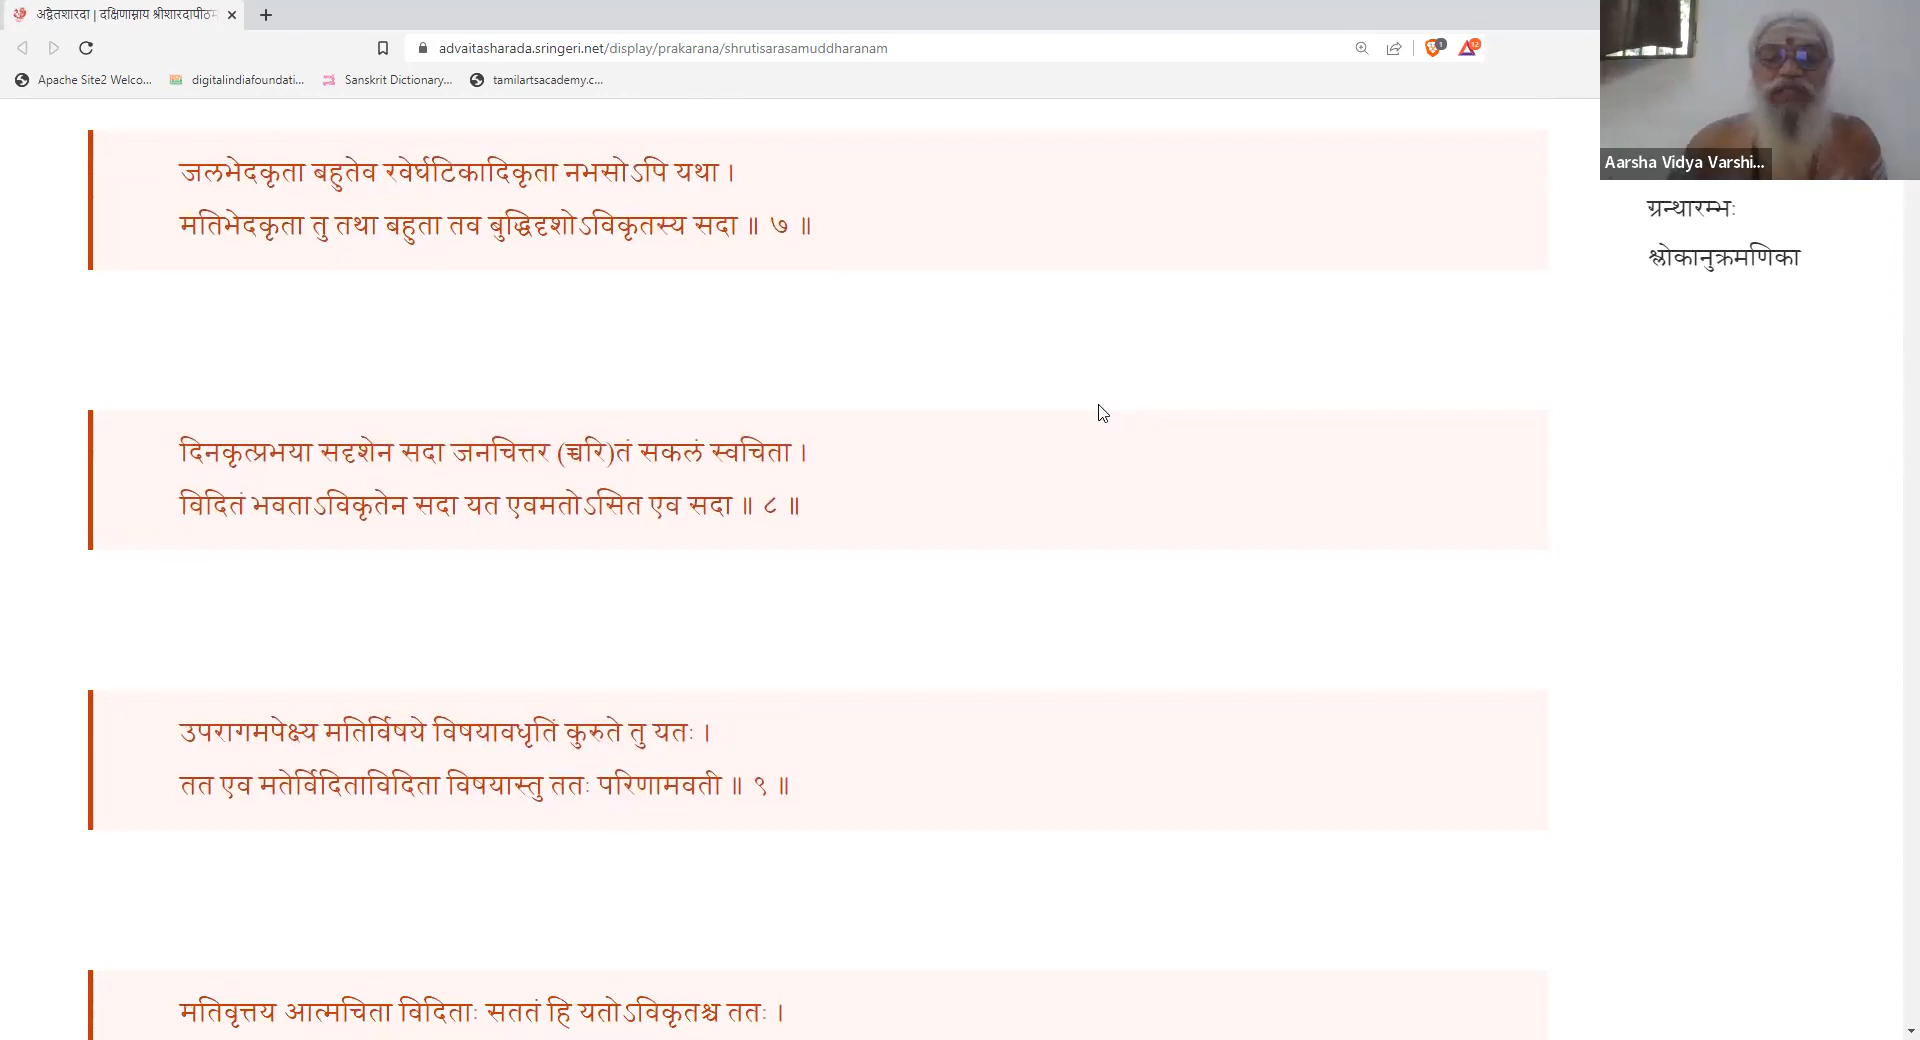 अद्वैतशारदा | दक्षिणाम्नाय श्रीशारदापीठम
advaitasharada.sringeri.net/display/prakarana/shrutisarasamuddharanam
1
12
Apache Site2 Welco...
digitalindiafoundati...
Sanskrit Dictionary...
tamilartsacademy.c...
Aarsha Vidya Varshi...
जलभेदकृता बहुतेव रवेर्घटिकादिकृता नभसोऽपि यथा ।
मतिभेदकृता तु तथा बहुता तव बुद्धिदृशोऽविकृतस्य सदा ॥ ७ ॥
दिनकृत्प्रभया सदृशेन सदा जनचित्तर (च्चरि)तं सकलं स्वचिता ।
विदितं भवताऽविकृतेन सदा यत एवमतोऽसित एव सदा ॥ ८ ॥
उपरागमपेक्ष्य मतिर्विषये विषयावधृतिं कुरुते तु यतः ।
तत एव मतेर्विदिताविदिता विषयास्तु ततः परिणामवती ॥ ९ ॥
मतिवृत्तय आत्मचिता विदिताः सततं हि यतोऽविकृतश्च ततः ।
ग्रन्थारम्भः
श्लोकानुक्रमणिका